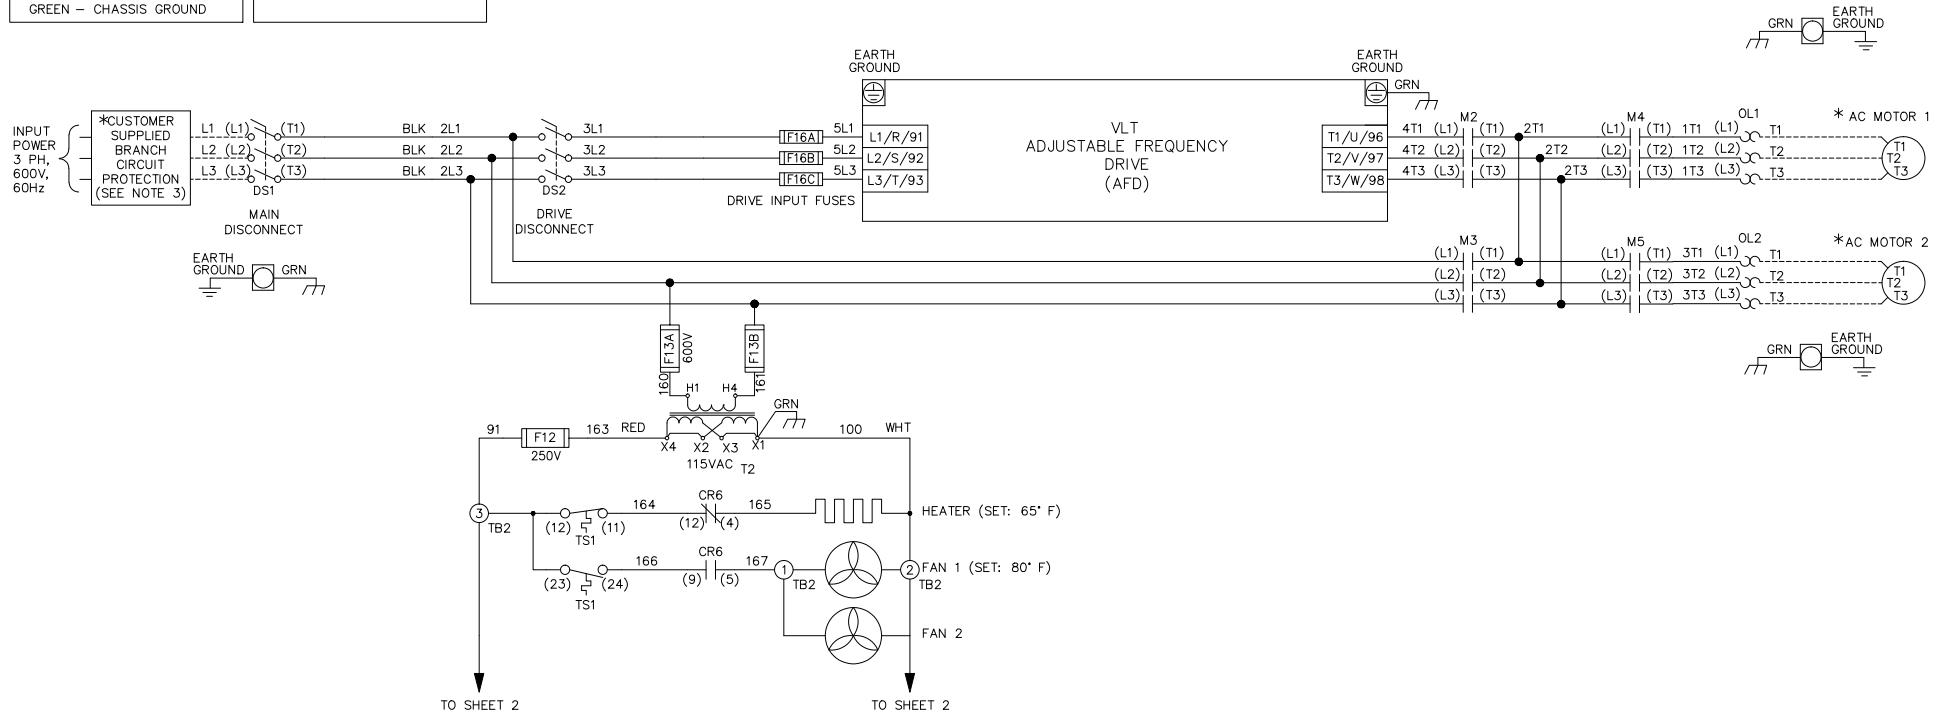 GREEN – CHASSIS GROUND
GRN
EARTH
GROUND
EARTH
GROUND
EARTH
GROUND
GRN
INPUT
POWER
3 PH,
600V,
60Hz
*CUSTOMER
SUPPLIED
BRANCH
CIRCUIT
PROTECTION
(SEE NOTE 3)
L1 (L1) (T1) BLK 2L1 3L1 F16A 5L1 L1/R/91
L2 (L2) (T2) BLK 2L2 3L2 F16B 5L2 L2/S/92
L3 (L3) (T3) BLK 2L3 3L3 F16C 5L3 L3/T/93
DS1
MAIN
DISCONNECT
DS2
DRIVE
DISCONNECT
DRIVE INPUT FUSES
VLT
ADJUSTABLE FREQUENCY
DRIVE
(AFD)
M2 M4 OL1 * AC MOTOR 1
T1/U/96 4T1 (L1) (T1) 2T1 (L1) (T1) 1T1 (L1) T1 T1
T2/V/97 4T2 (L2) (T2) 2T2 (L2) (T2) 1T2 (L2) T2 T2
T3/W/98 4T3 (L3) (T3) 2T3 (L3) (T3) 1T3 (L3) T3 T3
M3 M5 OL2 *AC MOTOR 2
(L1) (T1) (L1) (T1) 3T1 (L1) T1 T1
(L2) (T2) (L2) (T2) 3T2 (L2) T2 T2
(L3) (T3) (L3) (T3) 3T3 (L3) T3 T3
EARTH
GROUND
GRN
GRN
EARTH
GROUND
F13A
600V
F13B
160
161
H1 H4
GRN
91 F12 163 RED
250V
X4 X2 X3 X1
100 WHT
115VAC T2
3 TB2
(12) (11)
TS1
164 CR6 165
(12) (4)
HEATER (SET: 65° F)
(23) (24)
TS1
166 CR6 167
(9) (5)
1 TB2
2 TB2
FAN 1 (SET: 80° F)
FAN 2
TO SHEET 2
TO SHEET 2